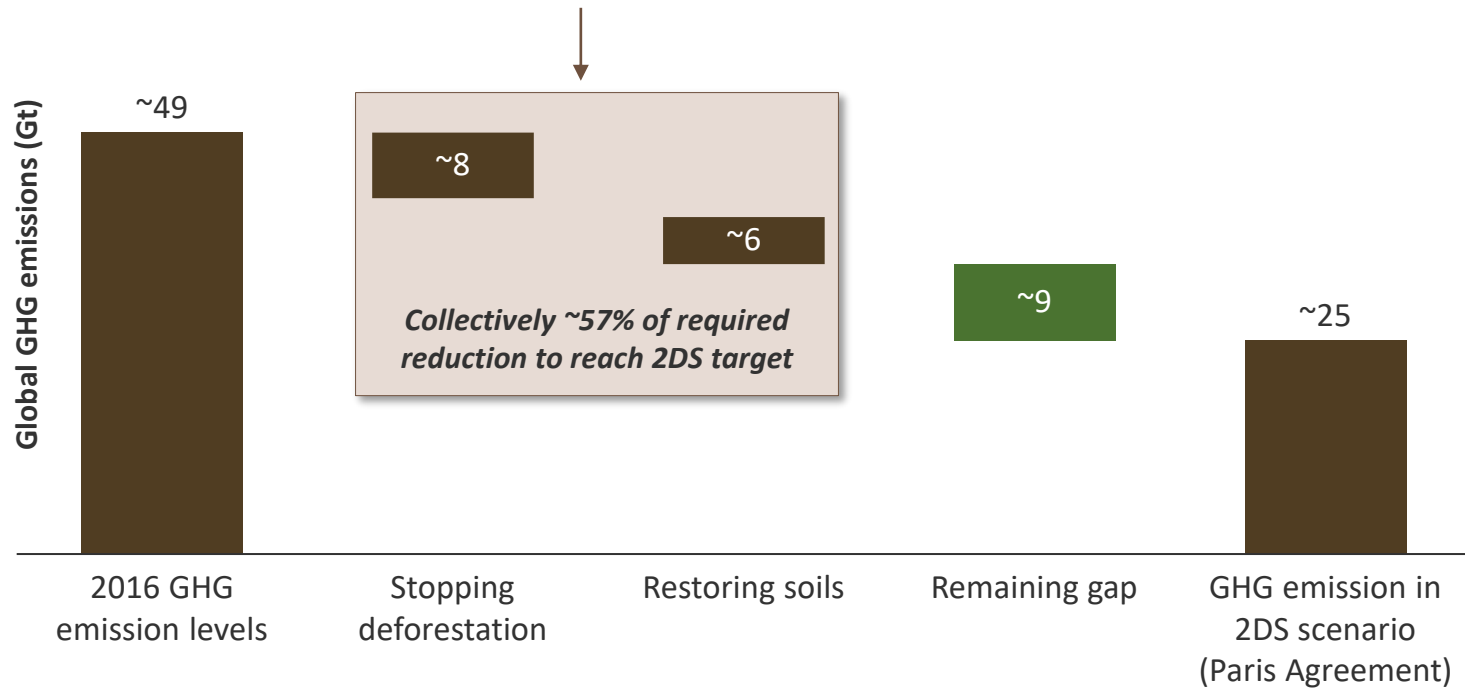 Global GHG emissions (Gt)
~49
~8
~6
Collectively ~57% of required
reduction to reach 2DS target
~9
~25
2016 GHG
emission levels
Stopping
deforestation
Restoring soils
Remaining gap
GHG emission in
2DS scenario
(Paris Agreement)